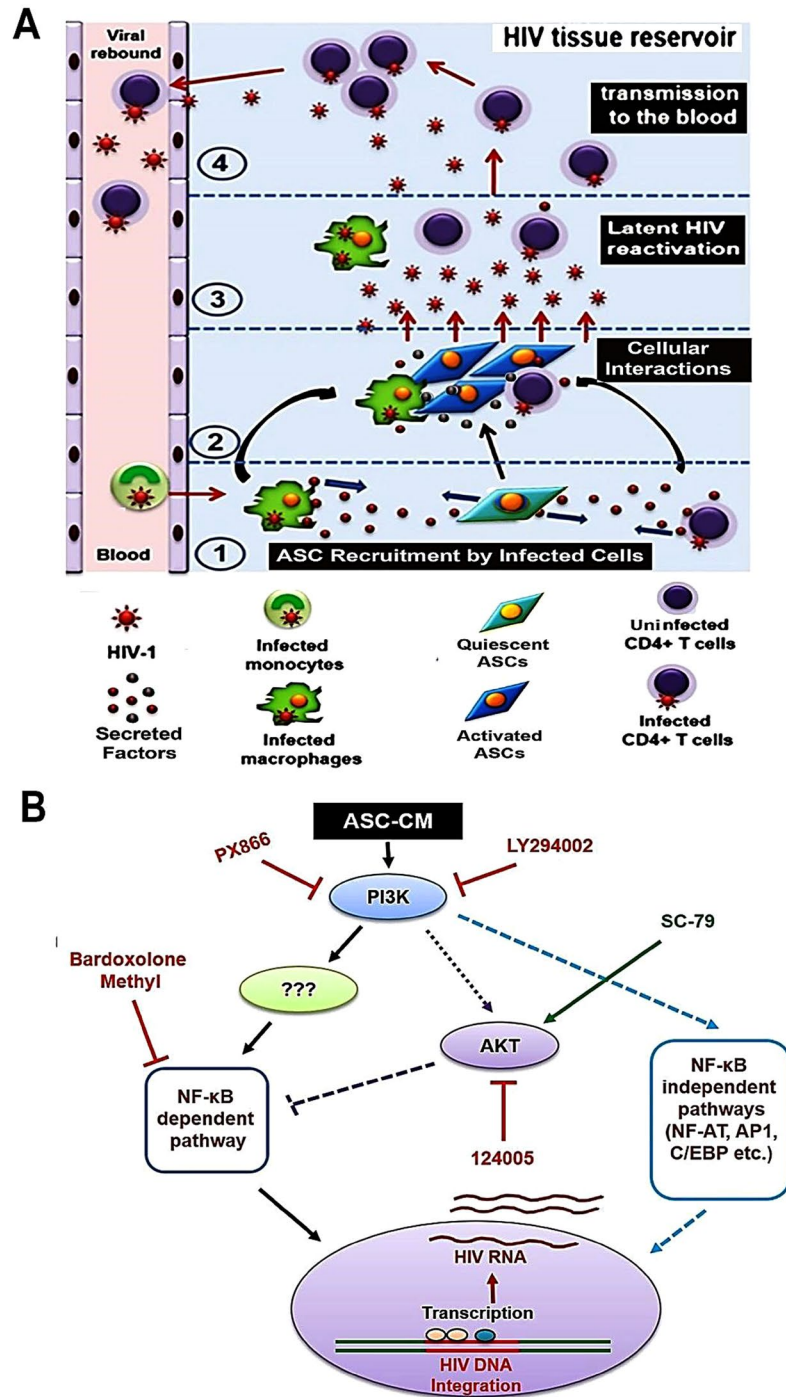 A
Viral
rebound
HIV tissue reservoir
transmission
to the blood
4
Latent HIV
reactivation
3
Cellular
Interactions
2
Blood
1
ASC Recruitment by Infected Cells
HIV-1
Infected
monocytes
Quiescent
ASCs
Uninfected
CD4+ T cells
Secreted
Factors
Infected
macrophages
Activated
ASCs
Infected
CD4+ T cells
B
ASC-CM
PX866
LY294002
PI3K
SC-79
Bardoxolone
Methyl
???
AKT
NF-κB
dependent
pathway
NF-κB
independent
pathways
(NF-AT, AP1,
C/EBP etc.)
124005
HIV RNA
Transcription
HIV DNA
Integration